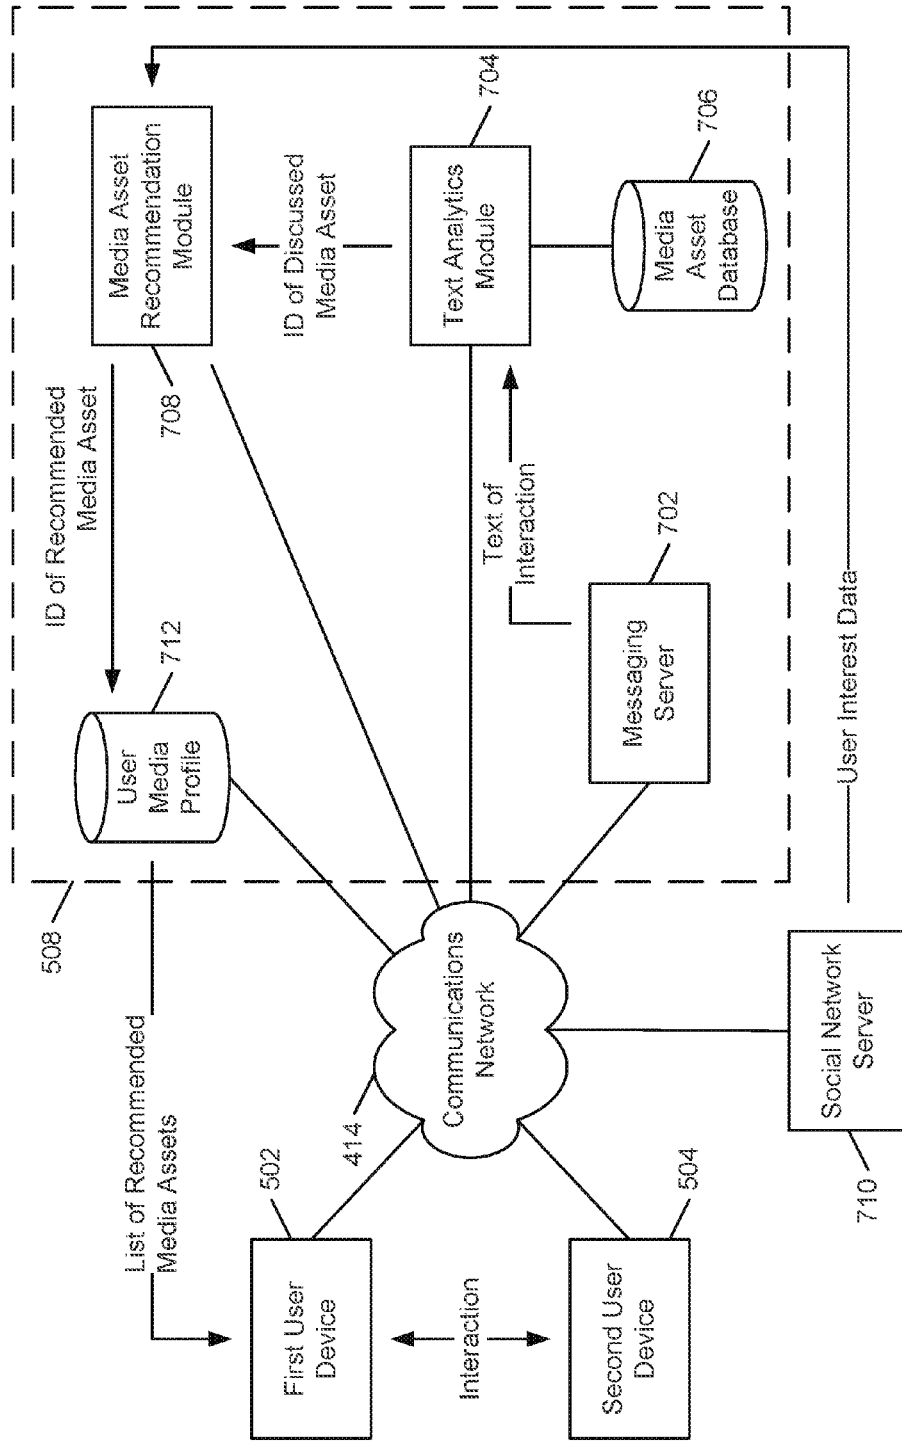 508
List of Recommended
Media Assets
User
Media
Profile
712
ID of Recommended
Media Asset
Media Asset
Recommendation
Module
708
502
First User
Device
414
Communications
Network
ID of Discussed
Media Asset
Interaction
Text Analytics
Module
704
Text of
Interaction
504
Second User
Device
Messaging
Server
702
Media
Asset
Database
706
710
Social Network
Server
User Interest Data